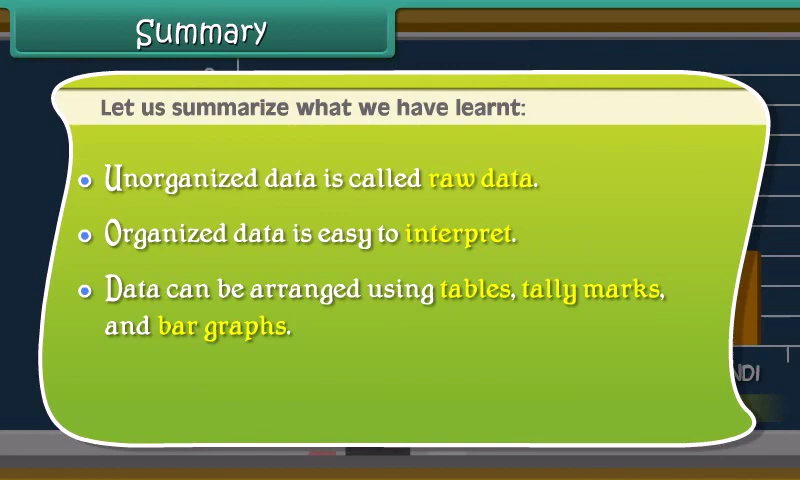 Summary
Let us summarize what we have learnt:
Unorganized data is called raw data.
Organized data is easy to interpret.
Data can be arranged using tables, tally marks,
and bar graphs.